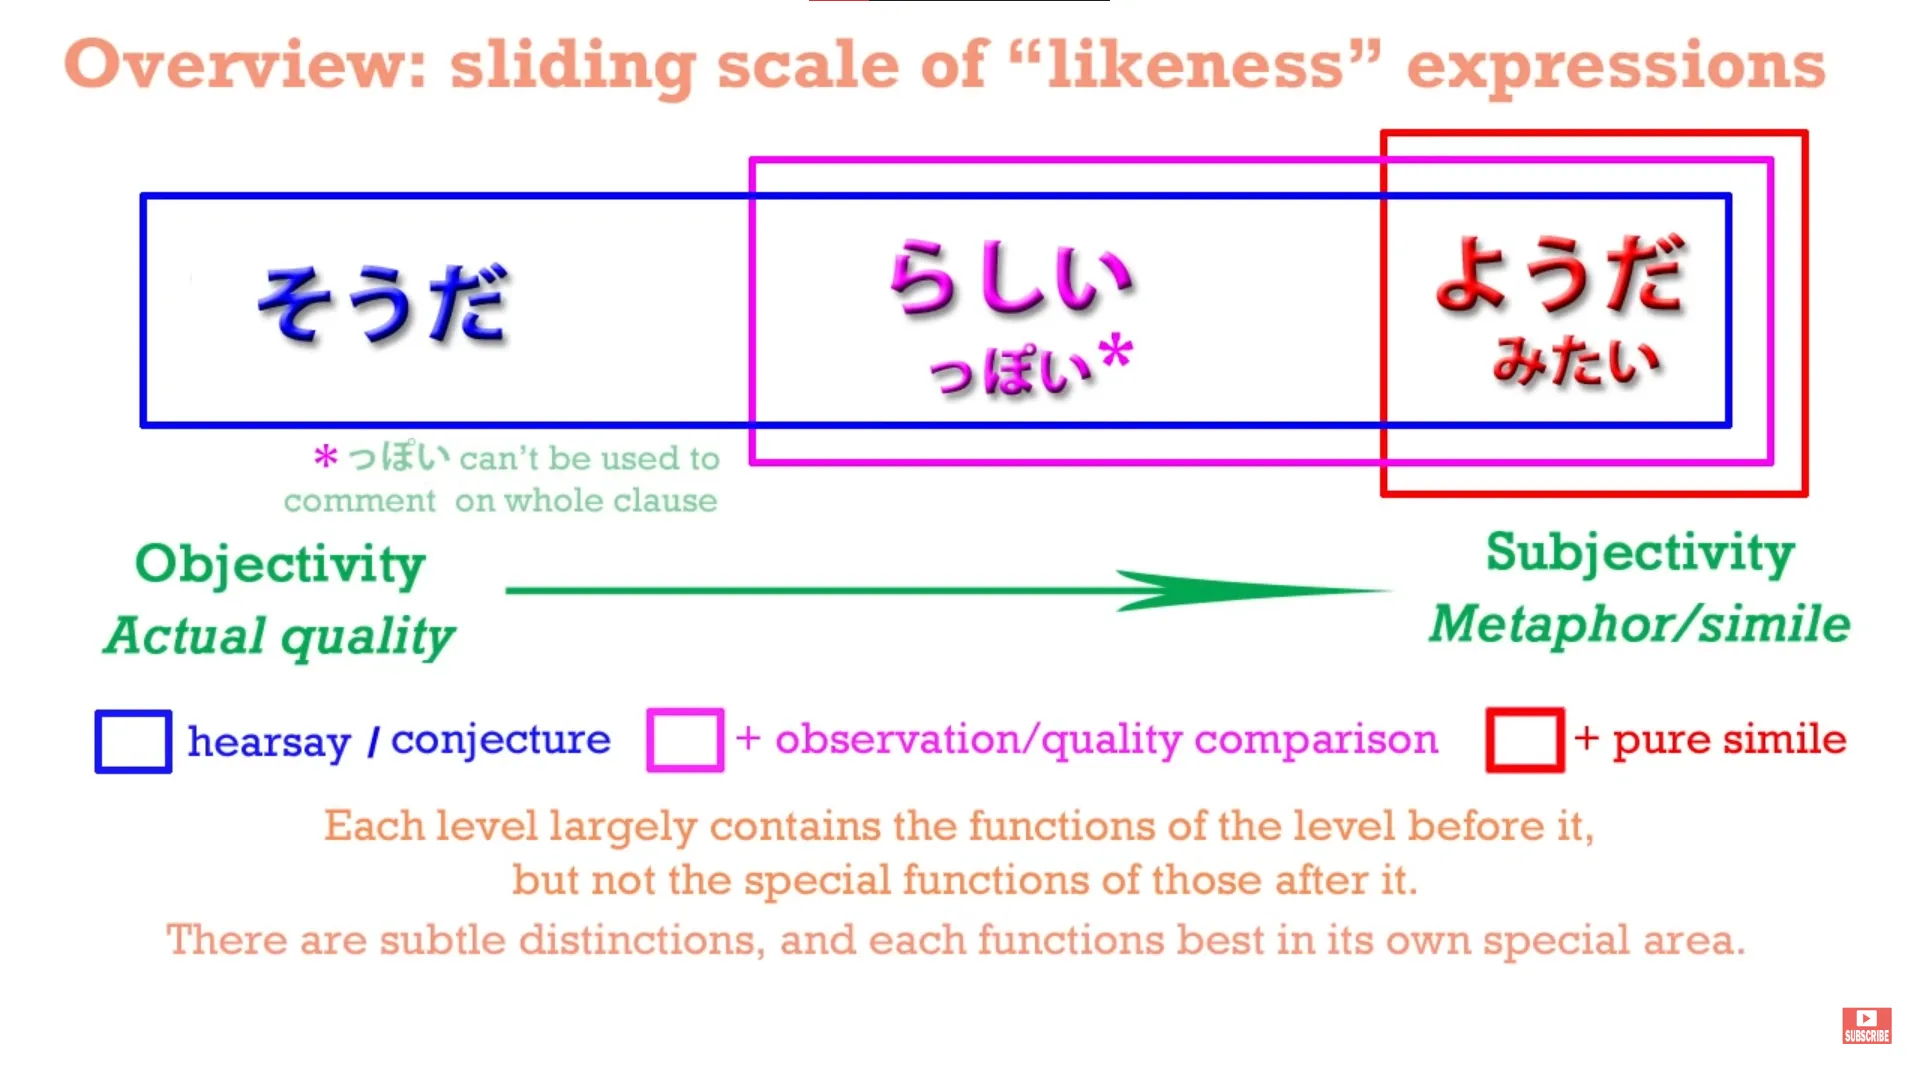 Overview: sliding scale of “likeness” expressions
そうだ
らしい
っぽい*
ようだ
みたい
*っぽい can’t be used to
comment on whole clause
Objectivity
Actual quality
Subjectivity
Metaphor/simile
hearsay / conjecture
+ observation/quality comparison
+ pure simile
Each level largely contains the functions of the level before it,
but not the special functions of those after it.
There are subtle distinctions, and each functions best in its own special area.
SUBSCRIBE